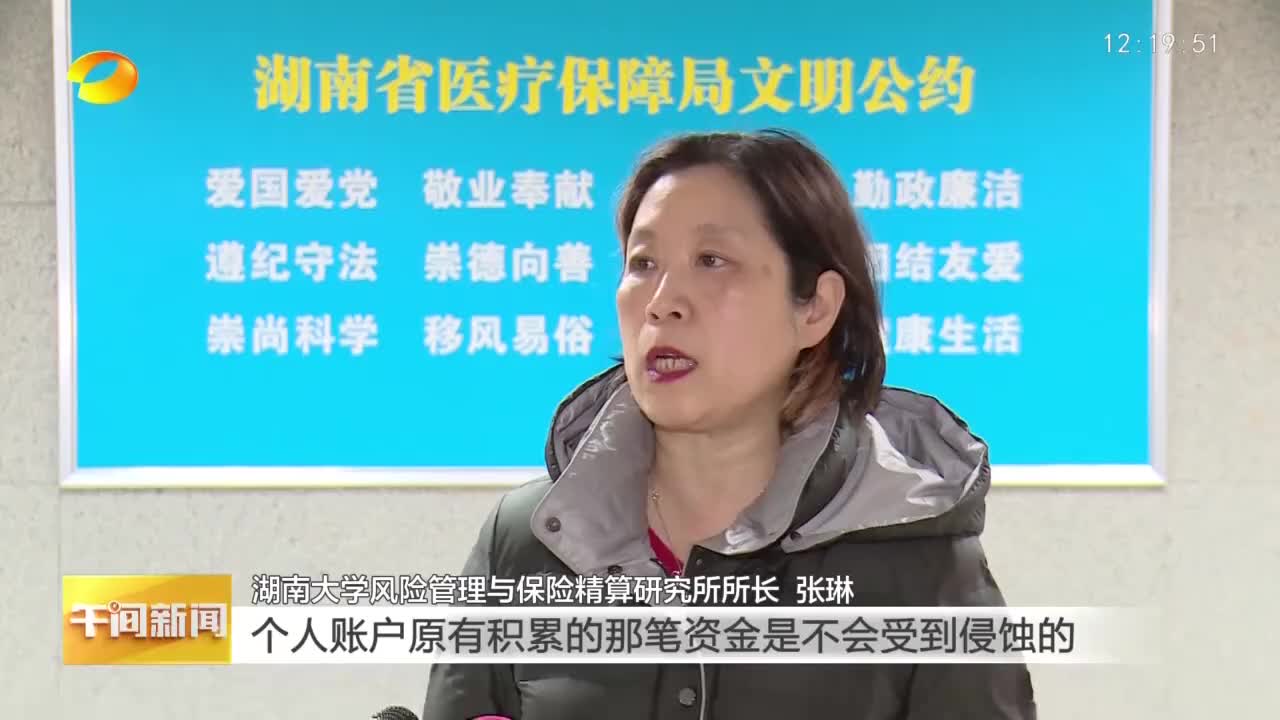 12:19:51
湖南省医疗保障局文明公约
爱国爱党 敬业奉献 勤政廉洁
遵纪守法 崇德向善 结友爱
崇尚科学 移风易俗 康生活
湖南大学风险管理与保险精算研究所所长 张琳
午间新闻
个人账户原有积累的那笔资金是不会受到侵蚀的